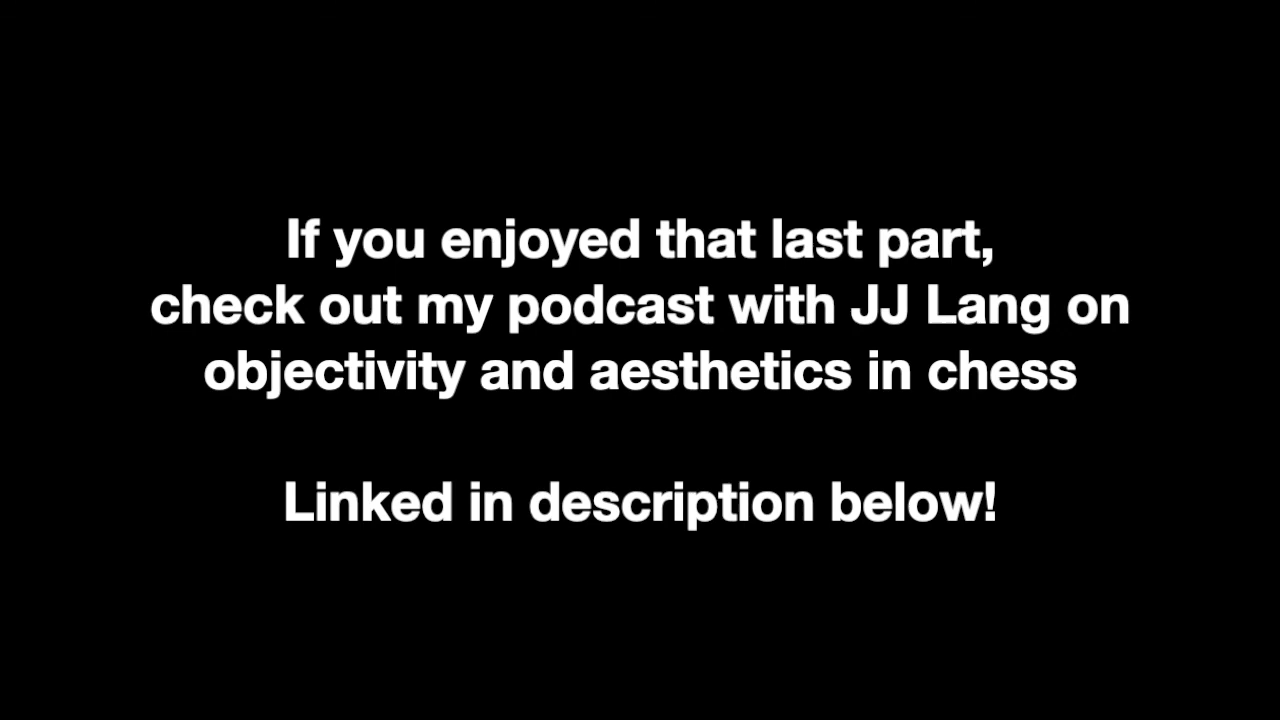 If you enjoyed that last part,
check out my podcast with JJ Lang on
objectivity and aesthetics in chess
Linked in description below!